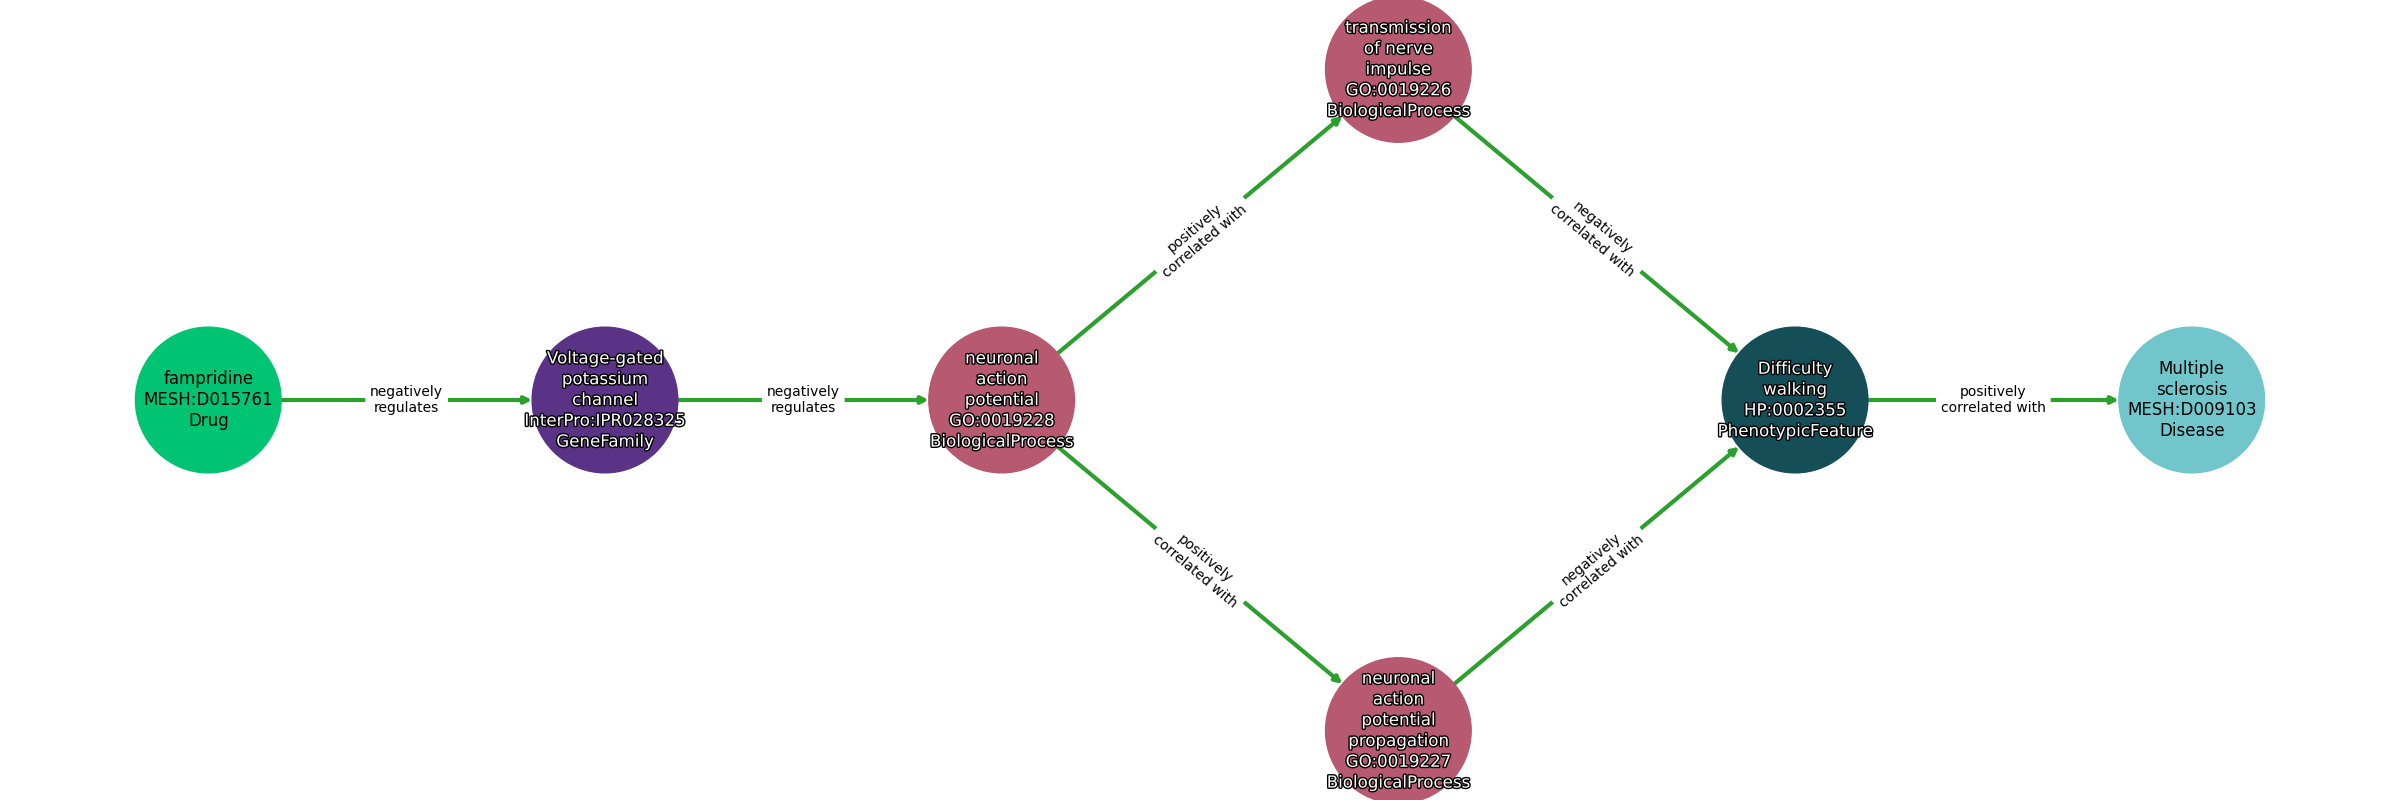 fampridine
MESH:D015761
Drug
negatively
regulates
Voltage-gated
potassium
channel
InterPro:IPR028325
GeneFamily
negatively
regulates
neuronal
action
potential
GO:0019228
BiologicalProcess
positively
correlated with
transmission
of nerve
impulse
GO:0019226
BiologicalProcess
negatively
correlated with
positively
correlated with
neuronal
action
potential
propagation
GO:0019227
BiologicalProcess
negatively
correlated with
Difficulty
walking
HP:0002355
PhenotypicFeature
positively
correlated with
Multiple
sclerosis
MESH:D009103
Disease